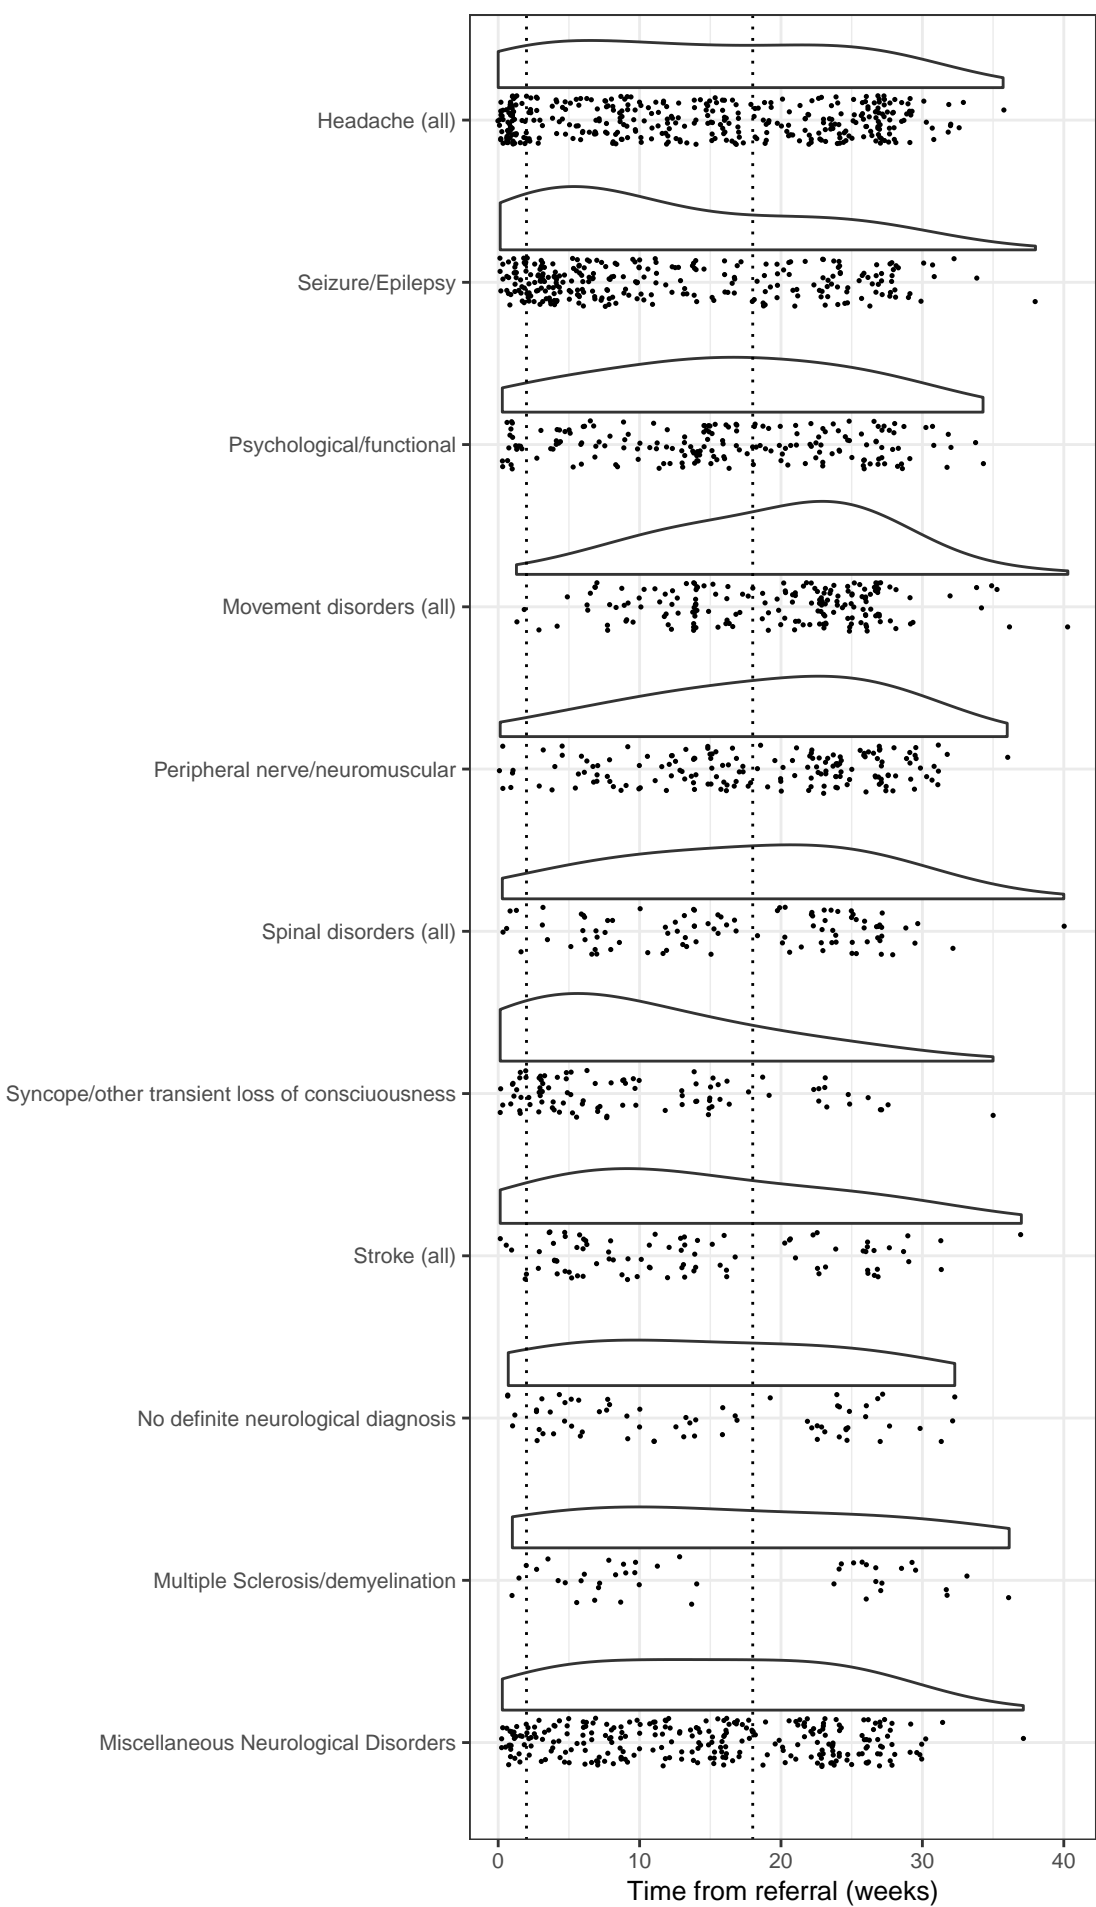 Headache (all)
Seizure/Epilepsy
Psychological/functional
Movement disorders (all)
Peripheral nerve/neuromuscular
Spinal disorders (all)
Syncope/other transient loss of consciuousness
Stroke (all)
No definite neurological diagnosis
Multiple Sclerosis/demyelination
Miscellaneous Neurological Disorders
0 10 20 30 40
Time from referral (weeks)